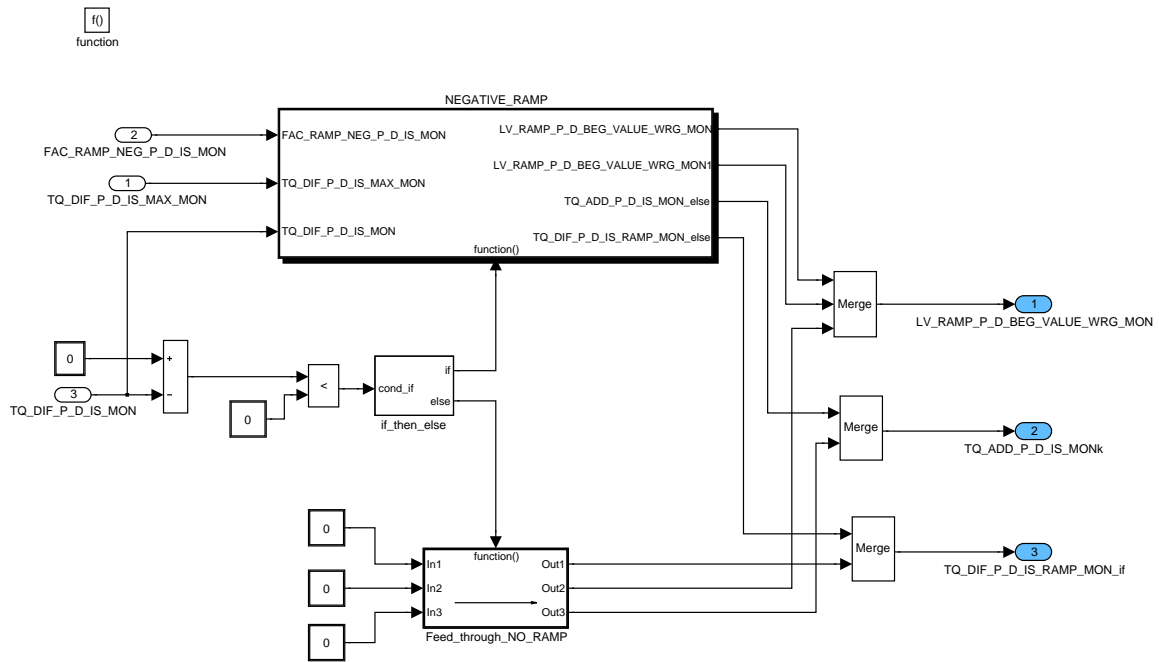 f()
function
NEGATIVE_RAMP
2
FAC_RAMP_NEG_P_D_IS_MON
1
TQ_DIF_P_D_IS_MAX_MON
FAC_RAMP_NEG_P_D_IS_MON
TQ_DIF_P_D_IS_MAX_MON
TQ_DIF_P_D_IS_MON
LV_RAMP_P_D_BEG_VALUE_WRG_MON
LV_RAMP_P_D_BEG_VALUE_WRG_MON1
TQ_ADD_P_D_IS_MON_else
TQ_DIF_P_D_IS_RAMP_MON_else
function()
Merge
1
LV_RAMP_P_D_BEG_VALUE_WRG_MON
0
+
−
3
TQ_DIF_P_D_IS_MON
0
<
cond_if
if
else
if_then_else
Merge
2
TQ_ADD_P_D_IS_MONk
0
0
0
function()
In1
In2
In3
Out1
Out2
Out3
Feed_through_NO_RAMP
Merge
3
TQ_DIF_P_D_IS_RAMP_MON_if